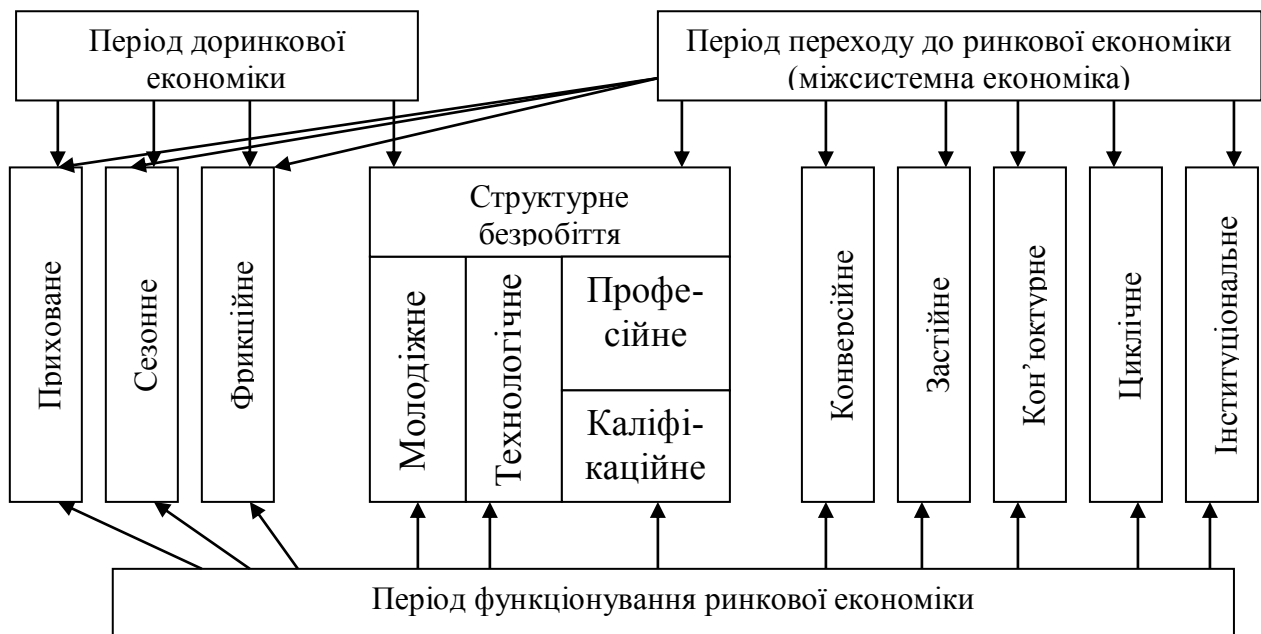 Період доринкової
економіки
Період переходу до ринкової економіки
(міжсистемна економіка)
Приховане
Сезонне
Фрикційне
Структурне
безробіття
Молодіжне
Технологічне
Профе-
сійне
Каліфі-
каційне
Конверсійне
Застійне
Кон’юктурне
Циклічне
Інституціональне
Період функціонування ринкової економіки